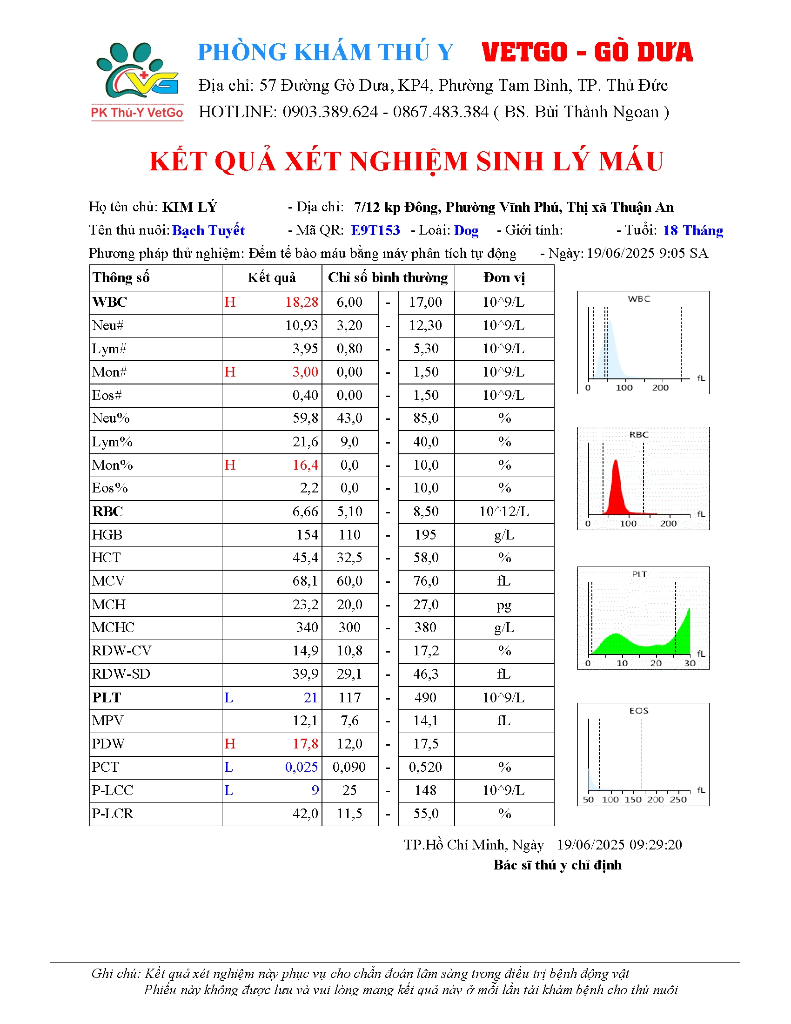 PHÒNG KHÁM THÚ Y VETGO - GÒ DƯA
PK Thú-Y VetGo
Địa chỉ: 57 Đường Gò Dưa, KP4, Phường Tam Bình, TP. Thủ Đức
HOTLINE: 0903.389.624 - 0867.483.384 ( BS. Bùi Thành Ngoan )
KẾT QUẢ XÉT NGHIỆM SINH LÝ MÁU
Họ tên chủ: KIM LÝ - Địa chỉ: 7/12 kp Đông, Phường Vĩnh Phú, Thị xã Thuận An
Tên thú nuôi: Bạch Tuyết - Mã QR: E9T153 - Loài: Dog - Giới tính: - Tuổi: 18 Tháng
Phương pháp thử nghiệm: Đếm tế bào máu bằng máy phân tích tự động - Ngày: 19/06/2025 9:05 SA
Thông số Kết quả Chỉ số bình thường Đơn vị
WBC H 18,28 6,00 - 17,00 10^9/L
Neu# 10,93 3,20 - 12,30 10^9/L
Lym# 3,95 0,80 - 5,30 10^9/L
Mon# H 3,00 0,00 - 1,50 10^9/L
Eos# 0,40 0,00 - 1,50 10^9/L
Neu% 59,8 43,0 - 85,0 %
Lym% 21,6 9,0 - 40,0 %
Mon% H 16,4 0,0 - 10,0 %
Eos% 2,2 0,0 - 10,0 %
RBC 6,66 5,10 - 8,50 10^12/L
HGB 154 110 - 195 g/L
HCT 45,4 32,5 - 58,0 %
MCV 68,1 60,0 - 76,0 fL
MCH 23,2 20,0 - 27,0 pg
MCHC 340 300 - 380 g/L
RDW-CV 14,9 10,8 - 17,2 %
RDW-SD 39,9 29,1 - 46,3 fL
PLT L 21 117 - 490 10^9/L
MPV 12,1 7,6 - 14,1 fL
PDW H 17,8 12,0 - 17,5
PCT L 0,025 0,090 - 0,520 %
P-LCC L 9 25 - 148 10^9/L
P-LCR 42,0 11,5 - 55,0 %
WBC
0 100 200 fL
RBC
0 100 200 fL
PLT
0 10 20 30 fL
EOS
50 100 150 200 250 fL
TP.Hồ Chí Minh, Ngày 19/06/2025 09:29:20
Bác sĩ thú y chỉ định
Ghi chú: Kết quả xét nghiệm này phục vụ cho chẩn đoán lâm sàng trong điều trị bệnh động vật
Phiếu này không được lưu và vui lòng mang kết quả này ở mỗi lần tái khám bệnh cho thú nuôi